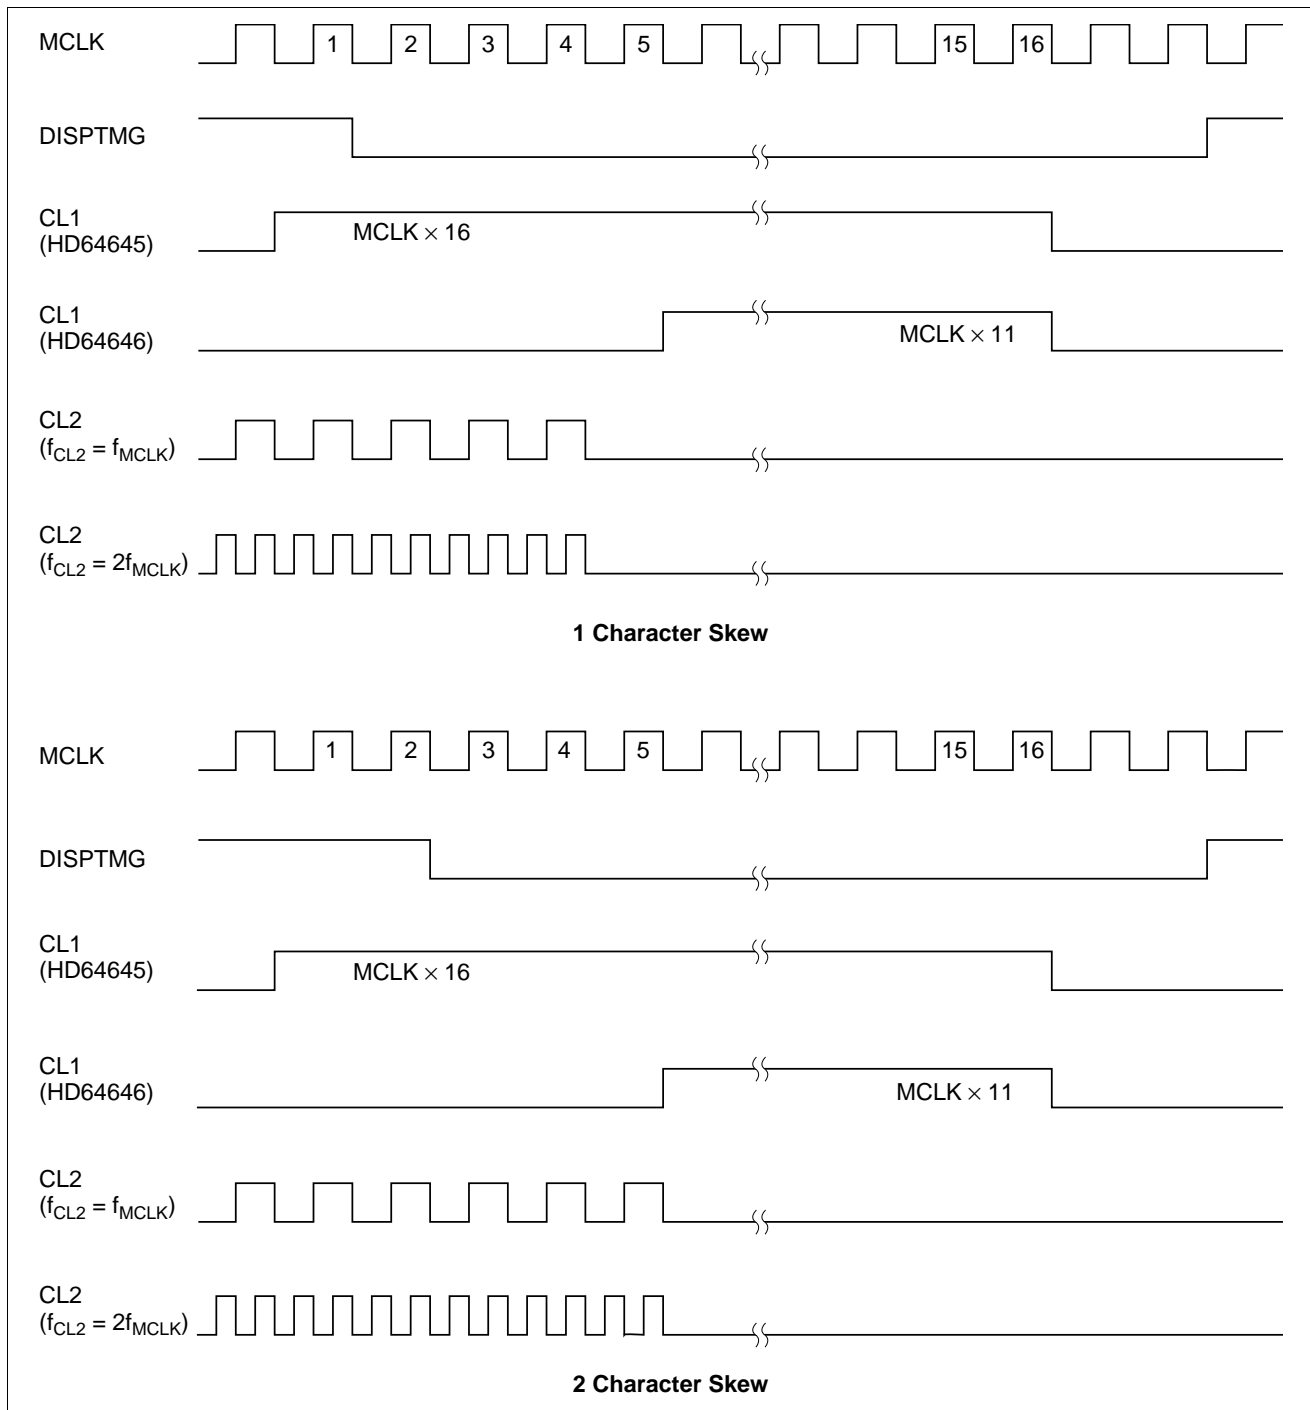 MCLK 1 2 3 4 5 15 16
DISPTMG
CL1
(HD64645)
MCLK × 16
CL1
(HD64646)
MCLK × 11
CL2
(fCL2 = fMCLK)
CL2
(fCL2 = 2fMCLK)
1 Character Skew
MCLK 1 2 3 4 5 15 16
DISPTMG
CL1
(HD64645)
MCLK × 16
CL1
(HD64646)
MCLK × 11
CL2
(fCL2 = fMCLK)
CL2
(fCL2 = 2fMCLK)
2 Character Skew